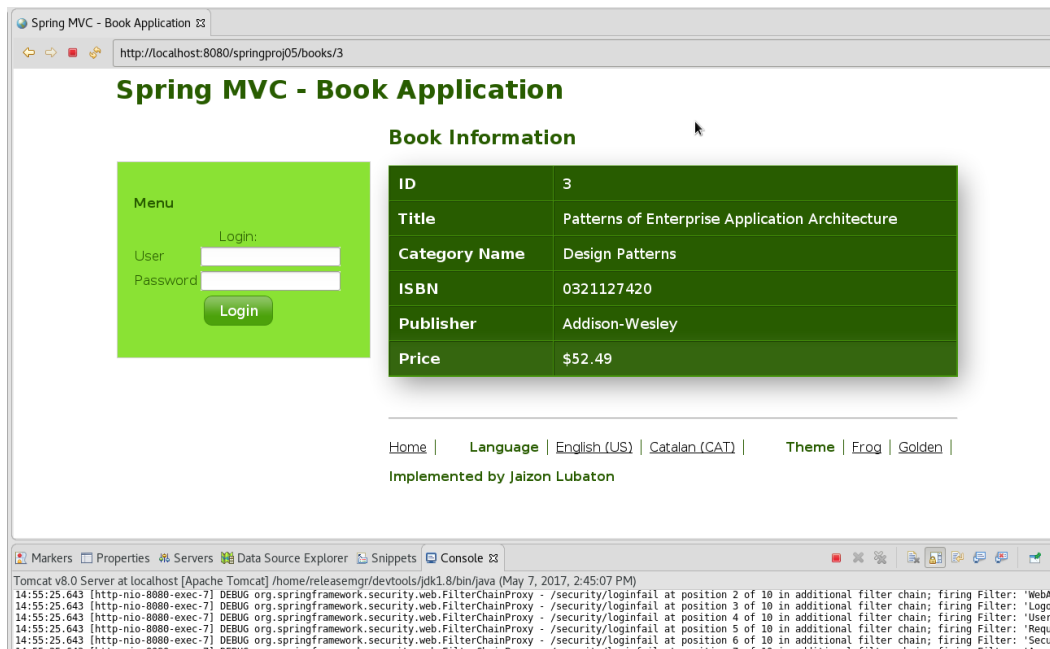 Spring MVC - Book Application
http://localhost:8080/springproj05/books/3
Spring MVC - Book Application
Book Information
Menu
Login:
User
Password
Login
ID 3
Title Patterns of Enterprise Application Architecture
Category Name Design Patterns
ISBN 0321127420
Publisher Addison-Wesley
Price $52.49
Home | Language | English (US) | Catalan (CAT) | Theme | Frog | Golden |
Implemented by Jaizon Lubaton
Markers Properties Servers Data Source Explorer Snippets Console
Tomcat v8.0 Server at localhost [Apache Tomcat] /home/releasemgr/devtools/jdk1.8/bin/java (May 7, 2017, 2:45:07 PM)
14:55:25.643 [http-nio-8080-exec-7] DEBUG org.springframework.security.web.FilterChainProxy - /security/loginfail at position 2 of 10 in additional filter chain; firing Filter: 'WebA
14:55:25.643 [http-nio-8080-exec-7] DEBUG org.springframework.security.web.FilterChainProxy - /security/loginfail at position 3 of 10 in additional filter chain; firing Filter: 'Logo
14:55:25.643 [http-nio-8080-exec-7] DEBUG org.springframework.security.web.FilterChainProxy - /security/loginfail at position 4 of 10 in additional filter chain; firing Filter: 'User
14:55:25.643 [http-nio-8080-exec-7] DEBUG org.springframework.security.web.FilterChainProxy - /security/loginfail at position 5 of 10 in additional filter chain; firing Filter: 'Requ
14:55:25.643 [http-nio-8080-exec-7] DEBUG org.springframework.security.web.FilterChainProxy - /security/loginfail at position 6 of 10 in additional filter chain; firing Filter: 'Secu